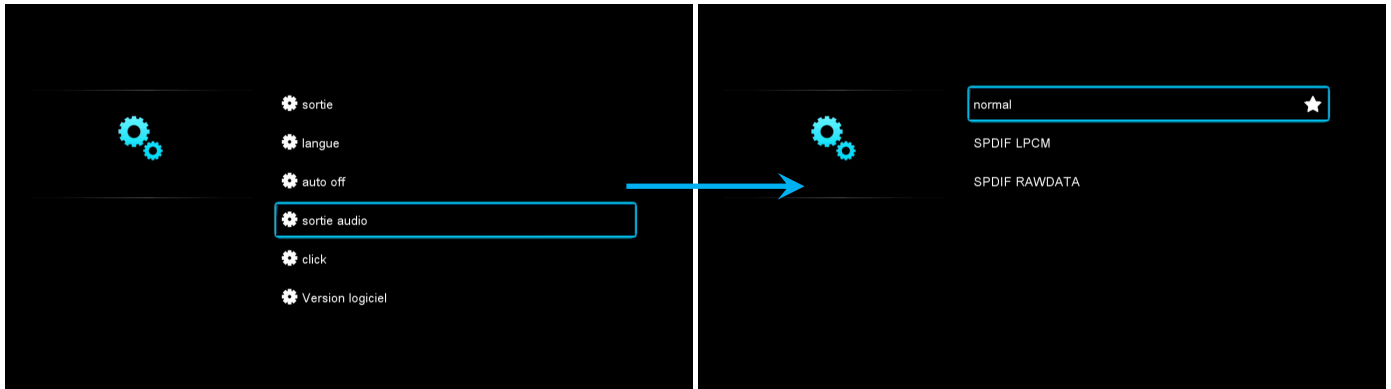 sortie
langue
auto off
sortie audio
click
Version logiciel
normal
SPDIF LPCM
SPDIF RAWDATA